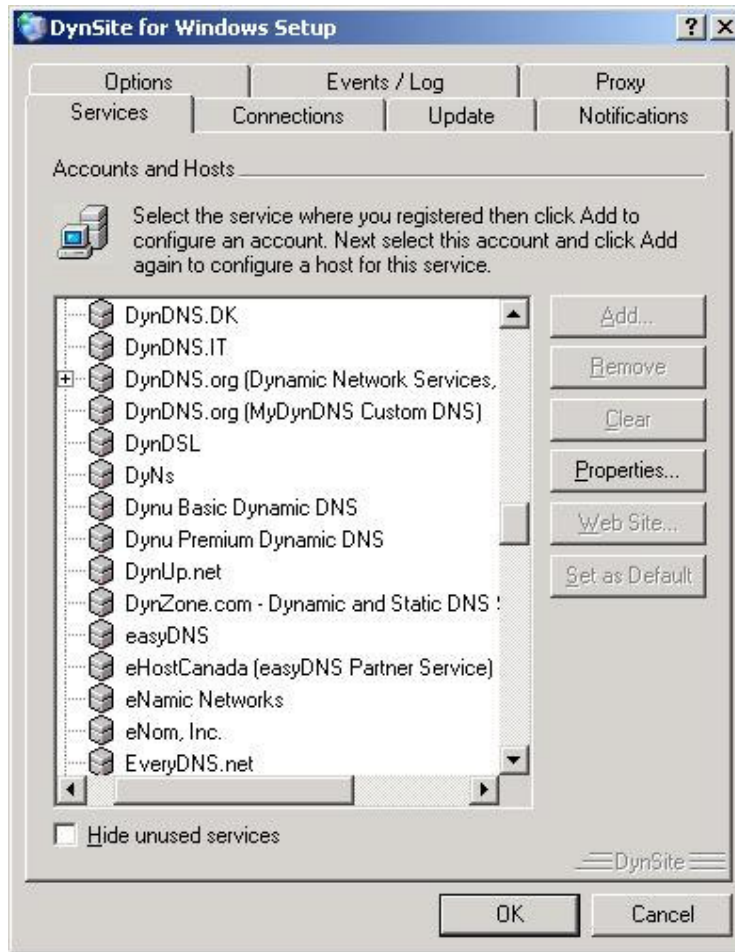 DynSite for Windows Setup
Options
Events / Log
Proxy
Services
Connections
Update
Notifications
Accounts and Hosts
Select the service where you registered then click Add to
configure an account. Next select this account and click Add
again to configure a host for this service.
DynDNS.DK
DynDNS.IT
DynDNS.org (Dynamic Network Services,
DynDNS.org (MyDynDNS Custom DNS)
DynDSL
DyNs
Dynu Basic Dynamic DNS
Dynu Premium Dynamic DNS
DynUp.net
DynZone.com - Dynamic and Static DNS
easyDNS
eHostCanada (easyDNS Partner Service)
eNamic Networks
eNom, Inc.
EveryDNS.net
Add...
Remove
Clear
Properties...
Web Site...
Set as Default
Hide unused services
DynSite
OK
Cancel